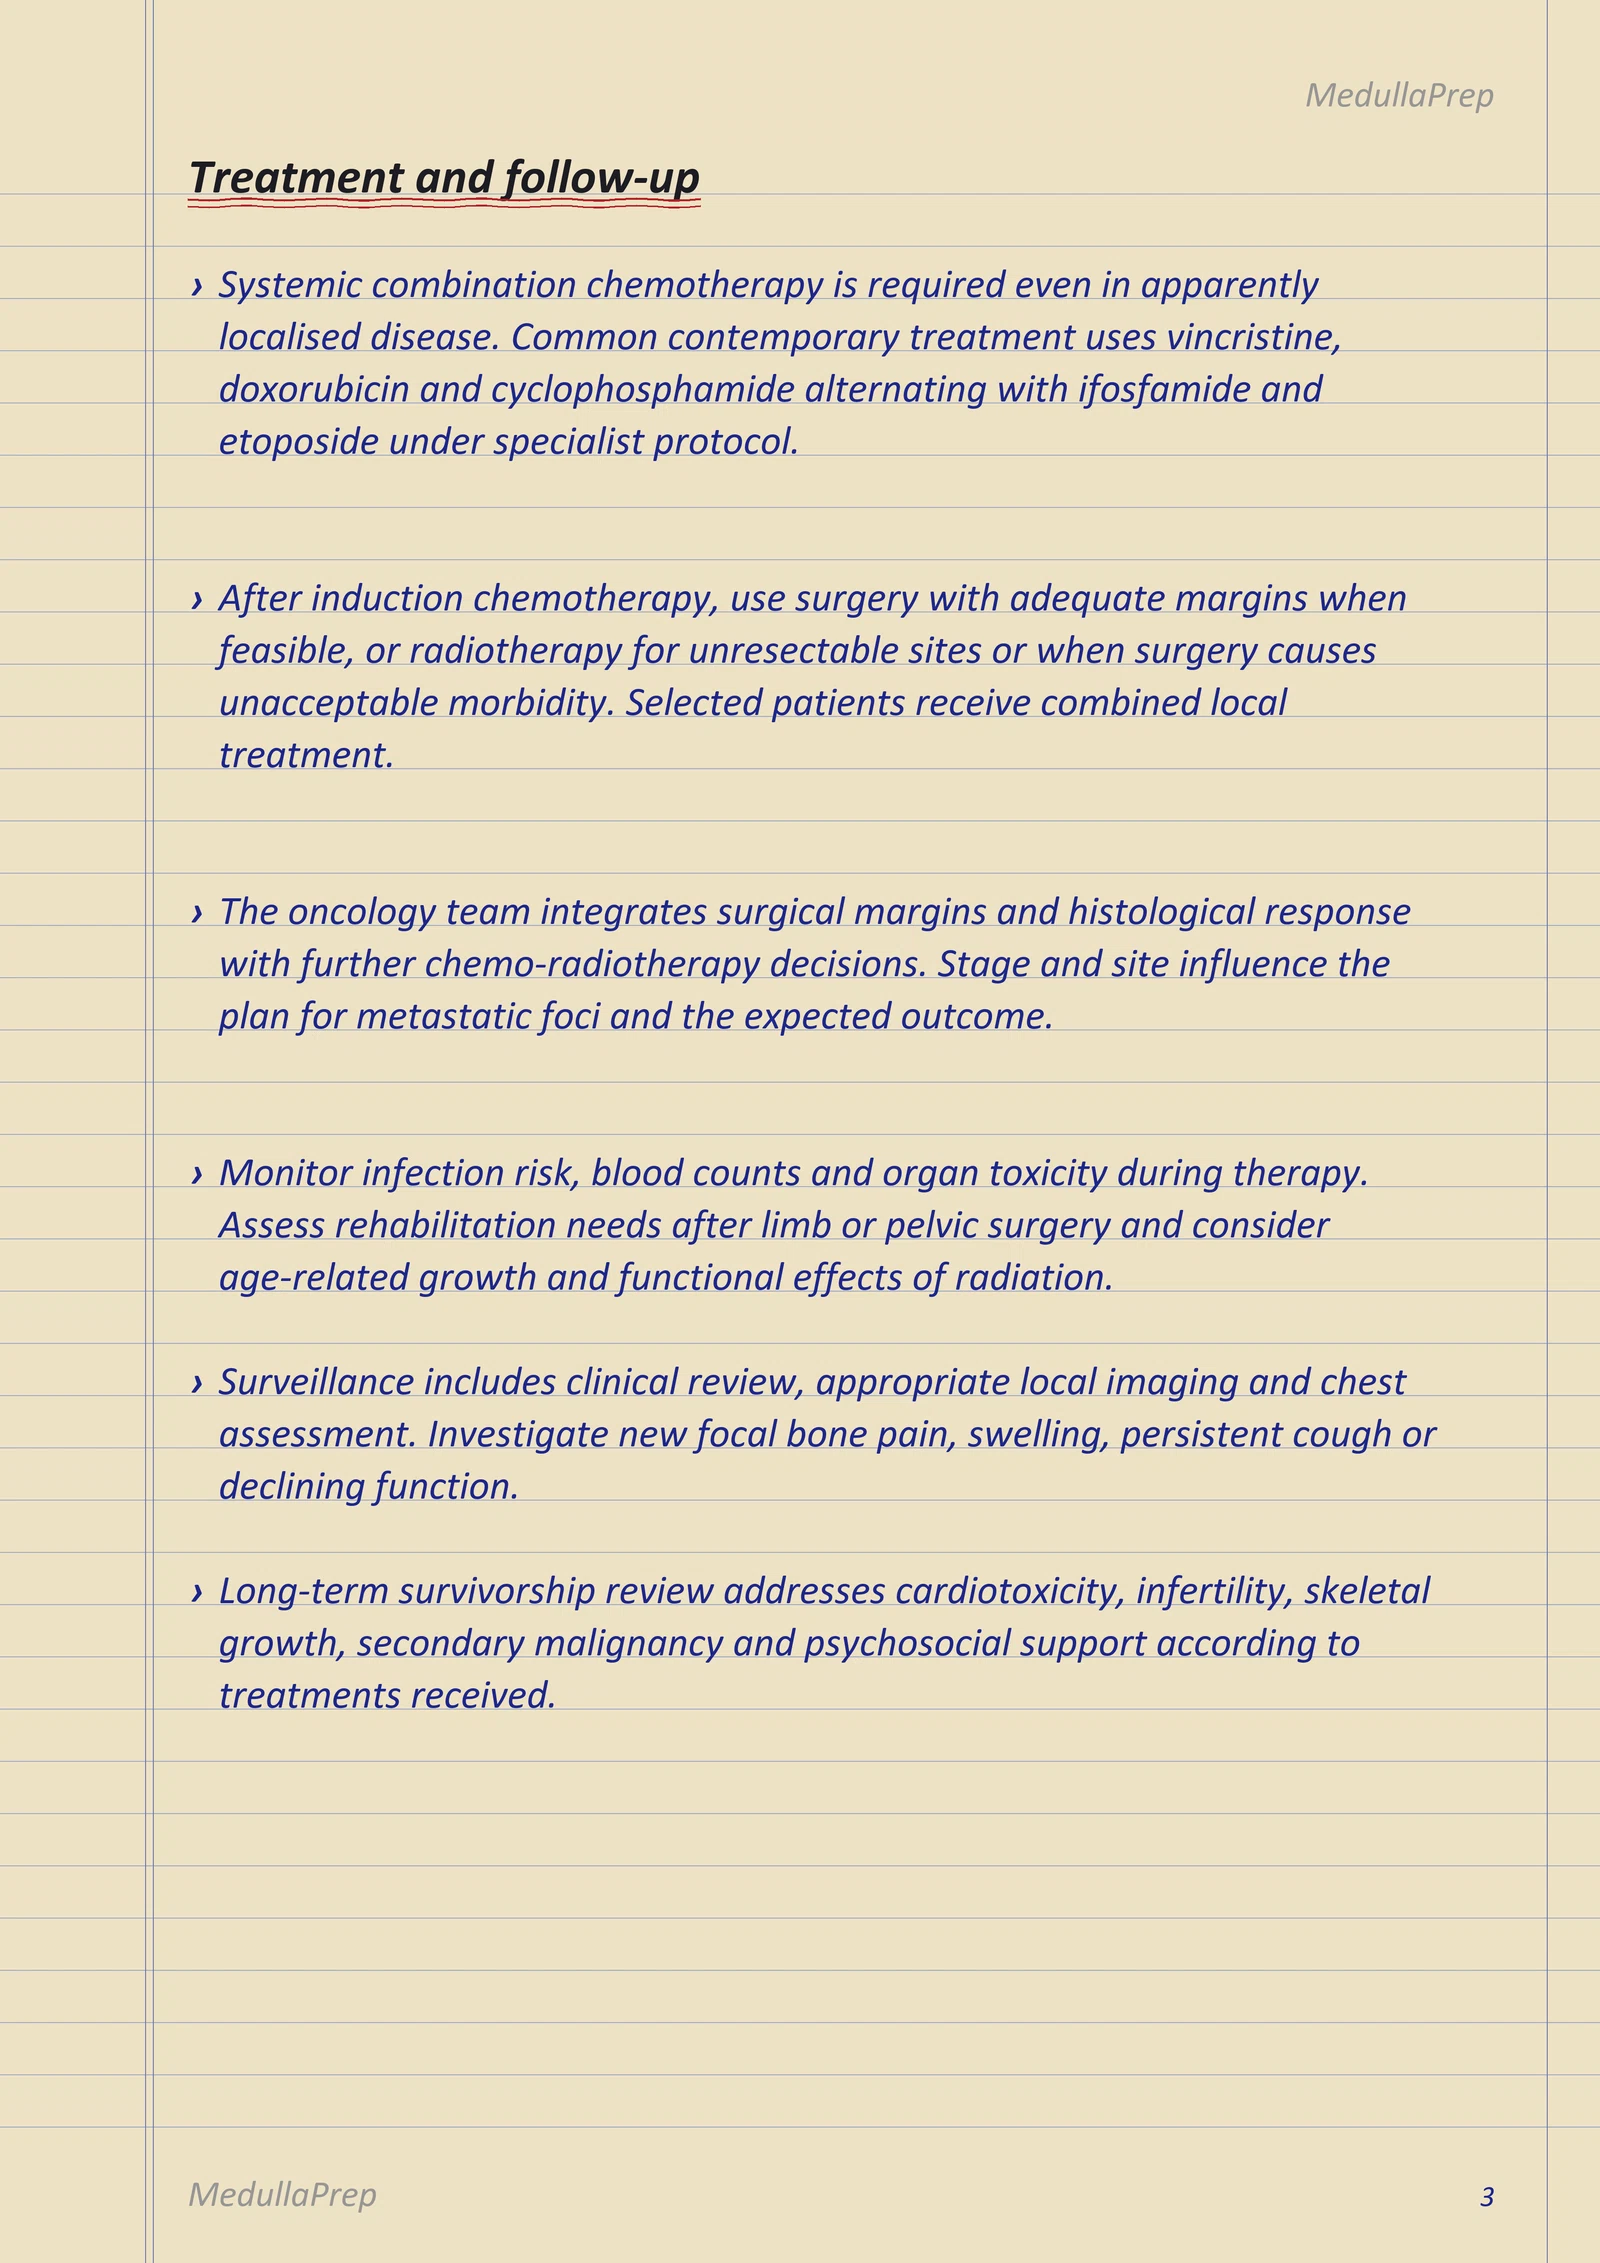 MedullaPrep
Treatment and follow-up
› Systemic combination chemotherapy is required even in apparently
localised disease. Common contemporary treatment uses vincristine,
doxorubicin and cyclophosphamide alternating with ifosfamide and
etoposide under specialist protocol.
› After induction chemotherapy, use surgery with adequate margins when
feasible, or radiotherapy for unresectable sites or when surgery causes
unacceptable morbidity. Selected patients receive combined local
treatment.
› The oncology team integrates surgical margins and histological response
with further chemo-radiotherapy decisions. Stage and site influence the
plan for metastatic foci and the expected outcome.
› Monitor infection risk, blood counts and organ toxicity during therapy.
Assess rehabilitation needs after limb or pelvic surgery and consider
age-related growth and functional effects of radiation.
› Surveillance includes clinical review, appropriate local imaging and chest
assessment. Investigate new focal bone pain, swelling, persistent cough or
declining function.
› Long-term survivorship review addresses cardiotoxicity, infertility, skeletal
growth, secondary malignancy and psychosocial support according to
treatments received.
MedullaPrep
3